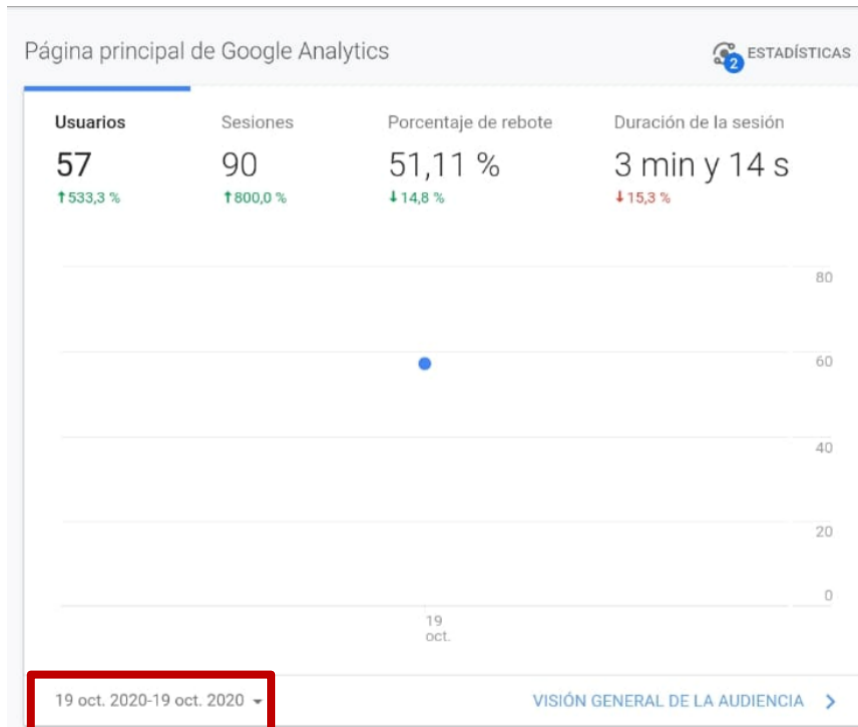 Página principal de Google Analytics
2 ESTADÍSTICAS
Usuarios Sesiones Porcentaje de rebote Duración de la sesión
57 90 51,11 % 3 min y 14 s
↑533,3 % ↑800,0 % ↓14,8 % ↓15,3 %
80
60
40
20
0
19
oct.
19 oct. 2020-19 oct. 2020 VISIÓN GENERAL DE LA AUDIENCIA